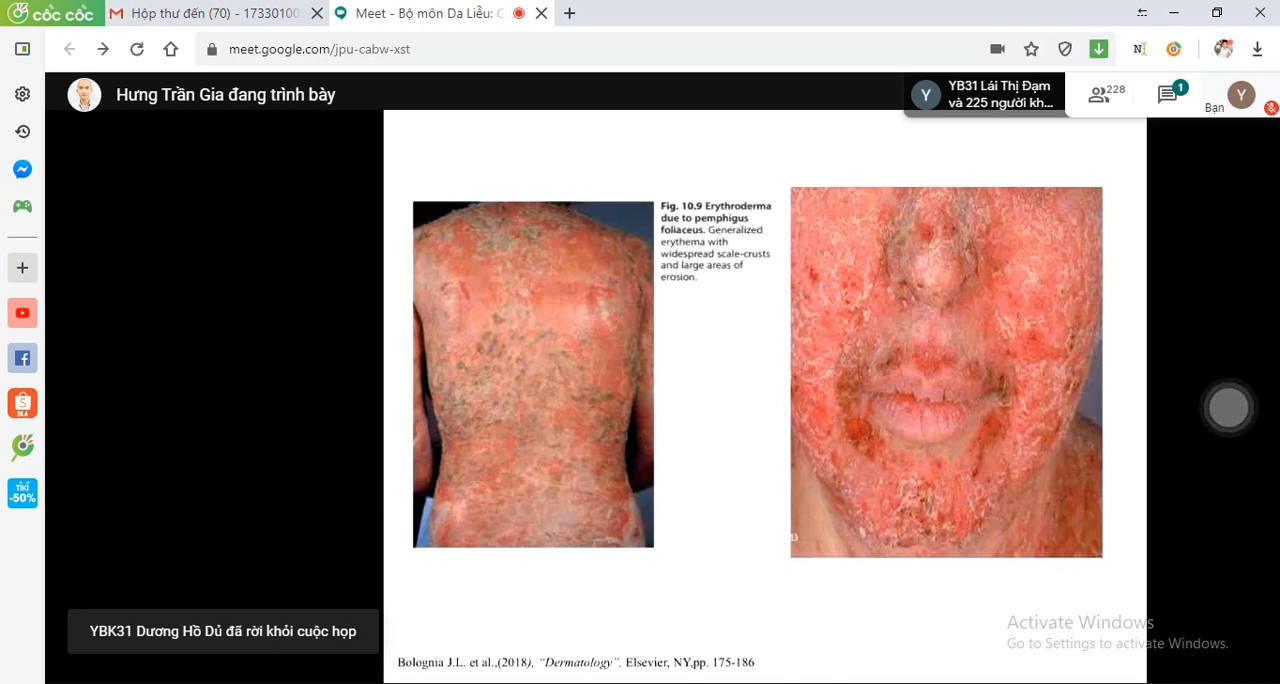 cốc cốc
Hộp thư đến (70) - 173301009
Meet - Bộ môn Da Liễu: C
meet.google.com/jpu-cabw-xst
Hưng Trần Gia đang trình bày
Y
YB31 Lái Thị Đạm
và 225 người kh...
228
1
Bạn
Y
Fig. 10.9 Erythroderma
due to pemphigus
foliaceus. Generalized
erythema with
widespread scale-crusts
and large areas of
erosion.
13
TIKI
-50%
YBK31 Dương Hồ Dủ đã rời khỏi cuộc họp
Activate Windows
Go to Settings to activate Windows.
Bolognia J.L. et al.,(2018), “Dermatology”. Elsevier, NY,pp. 175-186